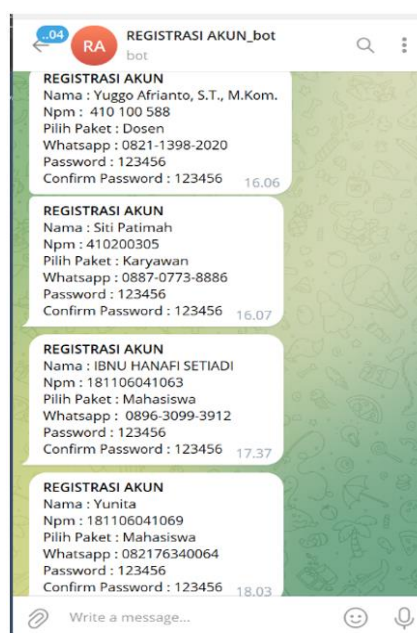 ..04
RA
REGISTRASI AKUN_bot
bot
REGISTRASI AKUN
Nama : Yuggo Afrianto, S.T., M.Kom.
Npm : 410 100 588
Pilih Paket : Dosen
Whatsapp : 0821-1398-2020
Password : 123456
Confirm Password : 123456
16.06
REGISTRASI AKUN
Nama : Siti Patimah
Npm : 410200305
Pilih Paket : Karyawan
Whatsapp : 0887-0773-8886
Password : 123456
Confirm Password : 123456
16.07
REGISTRASI AKUN
Nama : IBNU HANAFI SETIADI
Npm : 181106041063
Pilih Paket : Mahasiswa
Whatsapp : 0896-3099-3912
Password : 123456
Confirm Password : 123456
17.37
REGISTRASI AKUN
Nama : Yunita
Npm : 181106041069
Pilih Paket : Mahasiswa
Whatsapp : 082176340064
Password : 123456
Confirm Password : 123456
18.03
Write a message...